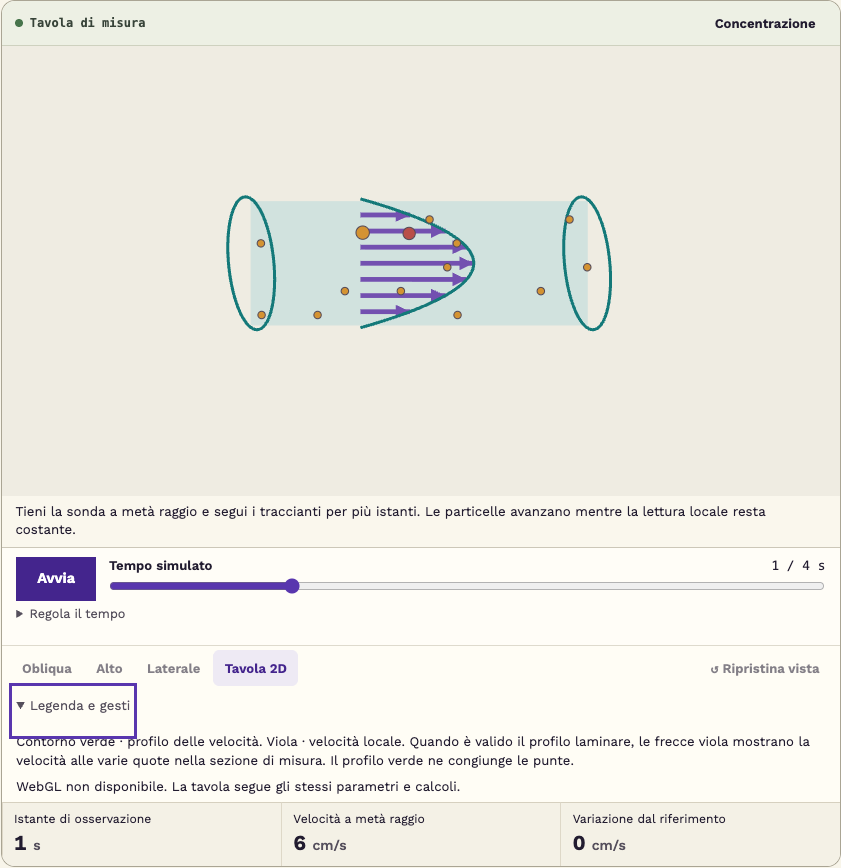 Tavola di misura
Concentrazione
Tieni la sonda a metà raggio e segui i traccianti per più istanti. Le particelle avanzano mentre la lettura locale resta
costante.
Avvia
Tempo simulato
1 / 4 s
▶ Regola il tempo
Obliqua
Alto
Laterale
Tavola 2D
↺ Ripristina vista
▼ Legenda e gesti
Contorno verde · profilo delle velocità. Viola · velocità locale. Quando è valido il profilo laminare, le frecce viola mostrano la
velocità alle varie quote nella sezione di misura. Il profilo verde ne congiunge le punte.
WebGL non disponibile. La tavola segue gli stessi parametri e calcoli.
Istante di osservazione
1 s
Velocità a metà raggio
6 cm/s
Variazione dal riferimento
0 cm/s